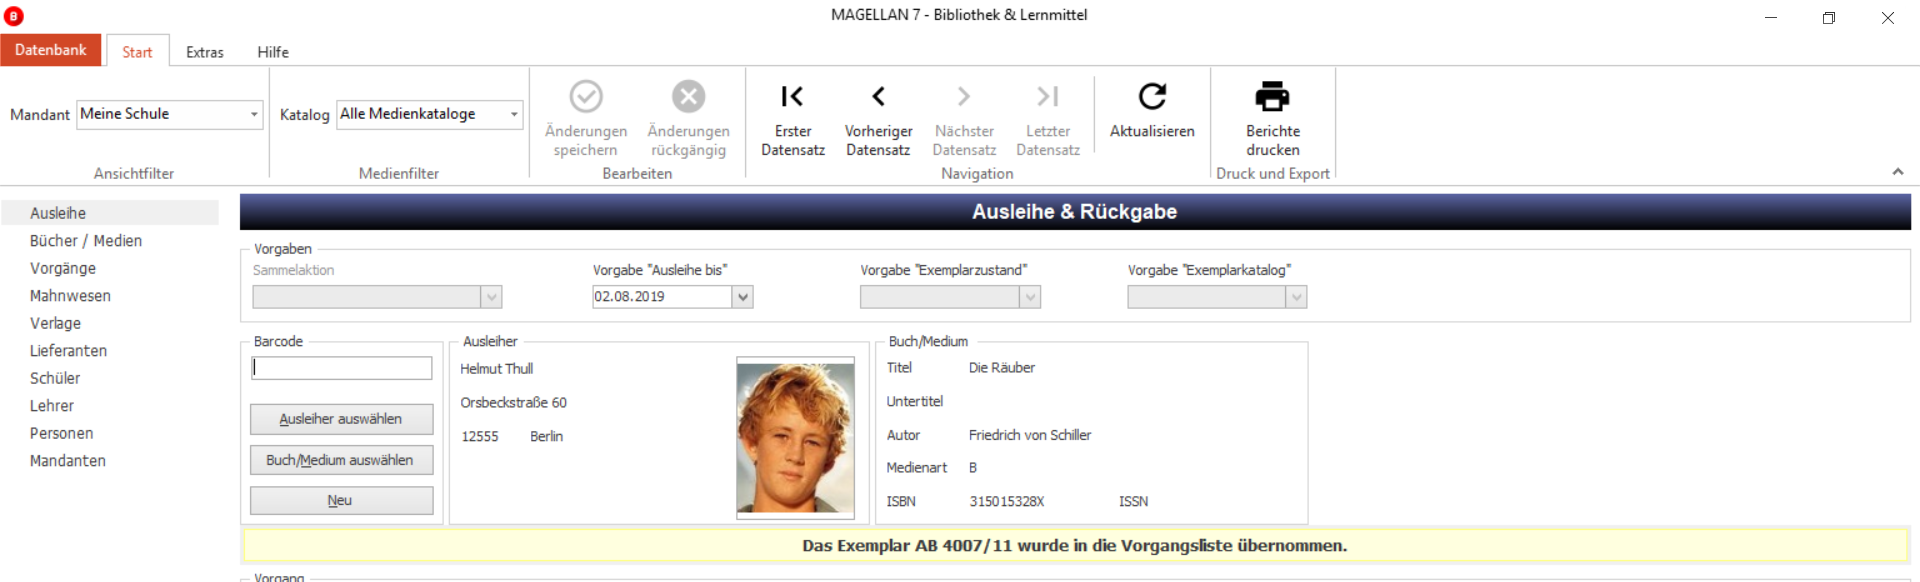 B
MAGELLAN 7 - Bibliothek & Lernmittel
Datenbank Start Extras Hilfe
Mandant Meine Schule
Ansichtfilter
Katalog Alle Medienkataloge
Medienfilter
Änderungen speichern
Änderungen rückgängig
Bearbeiten
Erster Datensatz
Vorheriger Datensatz
Nächster Datensatz
Letzter Datensatz
Navigation
Aktualisieren
Berichte drucken
Druck und Export
Ausleihe
Bücher / Medien
Vorgänge
Mahnwesen
Verlage
Lieferanten
Schüler
Lehrer
Personen
Mandanten
Ausleihe & Rückgabe
Vorgaben
Sammelaktion
Vorgabe "Ausleihe bis"
02.08.2019
Vorgabe "Exemplarzustand"
Vorgabe "Exemplarkatalog"
Barcode
Ausleiher auswählen
Buch/Medium auswählen
Neu
Ausleiher
Helmut Thull
Orsbeckstraße 60
12555 Berlin
Buch/Medium
Titel Die Räuber
Untertitel
Autor Friedrich von Schiller
Medienart B
ISBN 315015328X ISSN
Das Exemplar AB 4007/11 wurde in die Vorgangsliste übernommen.
Vorgang